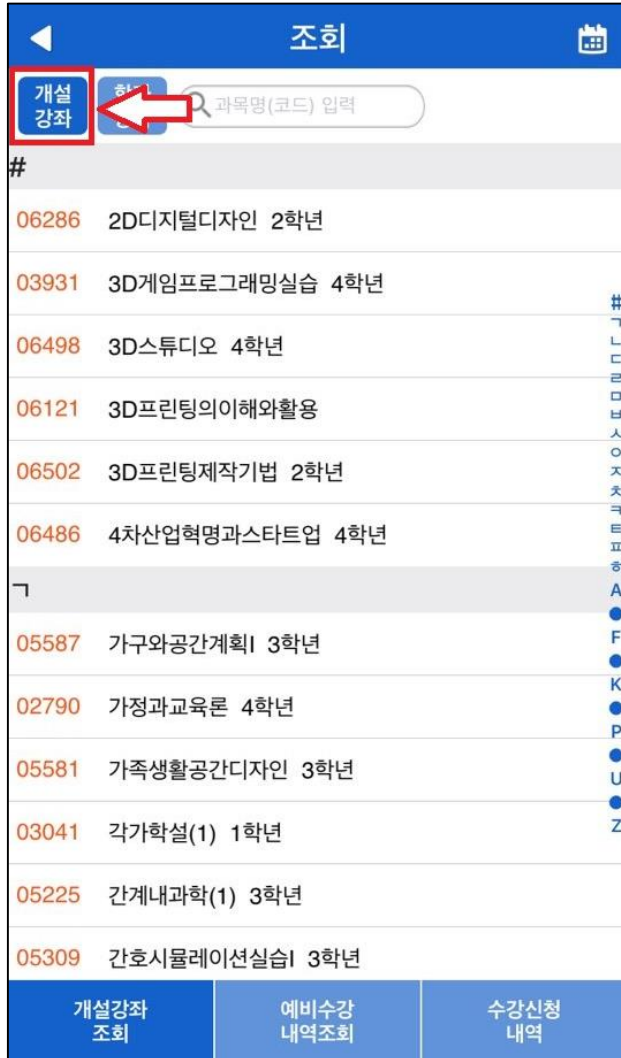 조회
개설
강좌
과목명(코드) 입력
#
06286 2D디지털디자인 2학년
03931 3D게임프로그래밍실습 4학년
06498 3D스튜디오 4학년
06121 3D프린팅의이해와활용
06502 3D프린팅제작기법 2학년
06486 4차산업혁명과스타트업 4학년
ㄱ
05587 가구와공간계획I 3학년
02790 가정과교육론 4학년
05581 가족생활공간디자인 3학년
03041 각가학설(1) 1학년
05225 간계내과학(1) 3학년
05309 간호시뮬레이션실습I 3학년
#
ㄱ
ㄴ
ㄷ
ㄹ
ㅁ
ㅂ
ㅅ
ㅇ
ㅈ
ㅊ
ㅋ
ㅌ
ㅍ
ㅎ
A
●
F
●
K
●
P
●
U
●
Z
개설강좌
조회
예비수강
내역조회
수강신청
내역